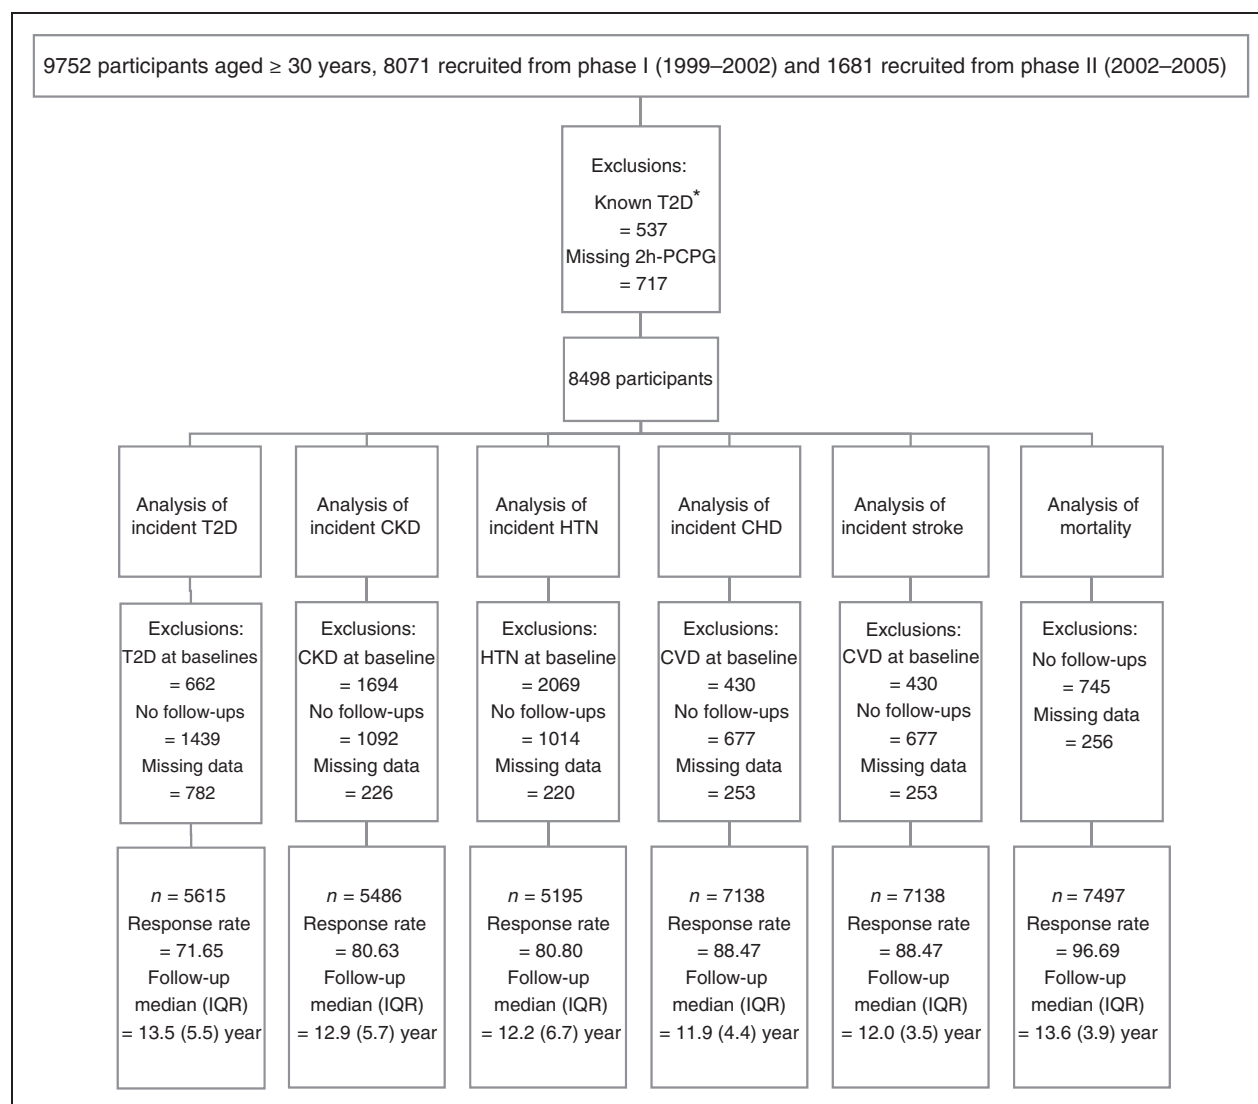 9752 participants aged ≥ 30 years, 8071 recruited from phase I (1999–2002) and 1681 recruited from phase II (2002–2005)
Exclusions:
Known T2D*
= 537
Missing 2h-PCPG
= 717
8498 participants
Analysis of
incident T2D
Analysis of
incident CKD
Analysis of
incident HTN
Analysis of
incident CHD
Analysis of
incident stroke
Analysis of
mortality
Exclusions:
T2D at baselines
= 662
No follow-ups
= 1439
Missing data
= 782
Exclusions:
CKD at baseline
= 1694
No follow-ups
= 1092
Missing data
= 226
Exclusions:
HTN at baseline
= 2069
No follow-ups
= 1014
Missing data
= 220
Exclusions:
CVD at baseline
= 430
No follow-ups
= 677
Missing data
= 253
Exclusions:
CVD at baseline
= 430
No follow-ups
= 677
Missing data
= 253
Exclusions:
No follow-ups
= 745
Missing data
= 256
n = 5615
Response rate
= 71.65
Follow-up
median (IQR)
= 13.5 (5.5) year
n = 5486
Response rate
= 80.63
Follow-up
median (IQR)
= 12.9 (5.7) year
n = 5195
Response rate
= 80.80
Follow-up
median (IQR)
= 12.2 (6.7) year
n = 7138
Response rate
= 88.47
Follow-up
median (IQR)
= 11.9 (4.4) year
n = 7138
Response rate
= 88.47
Follow-up
median (IQR)
= 12.0 (3.5) year
n = 7497
Response rate
= 96.69
Follow-up
median (IQR)
= 13.6 (3.9) year